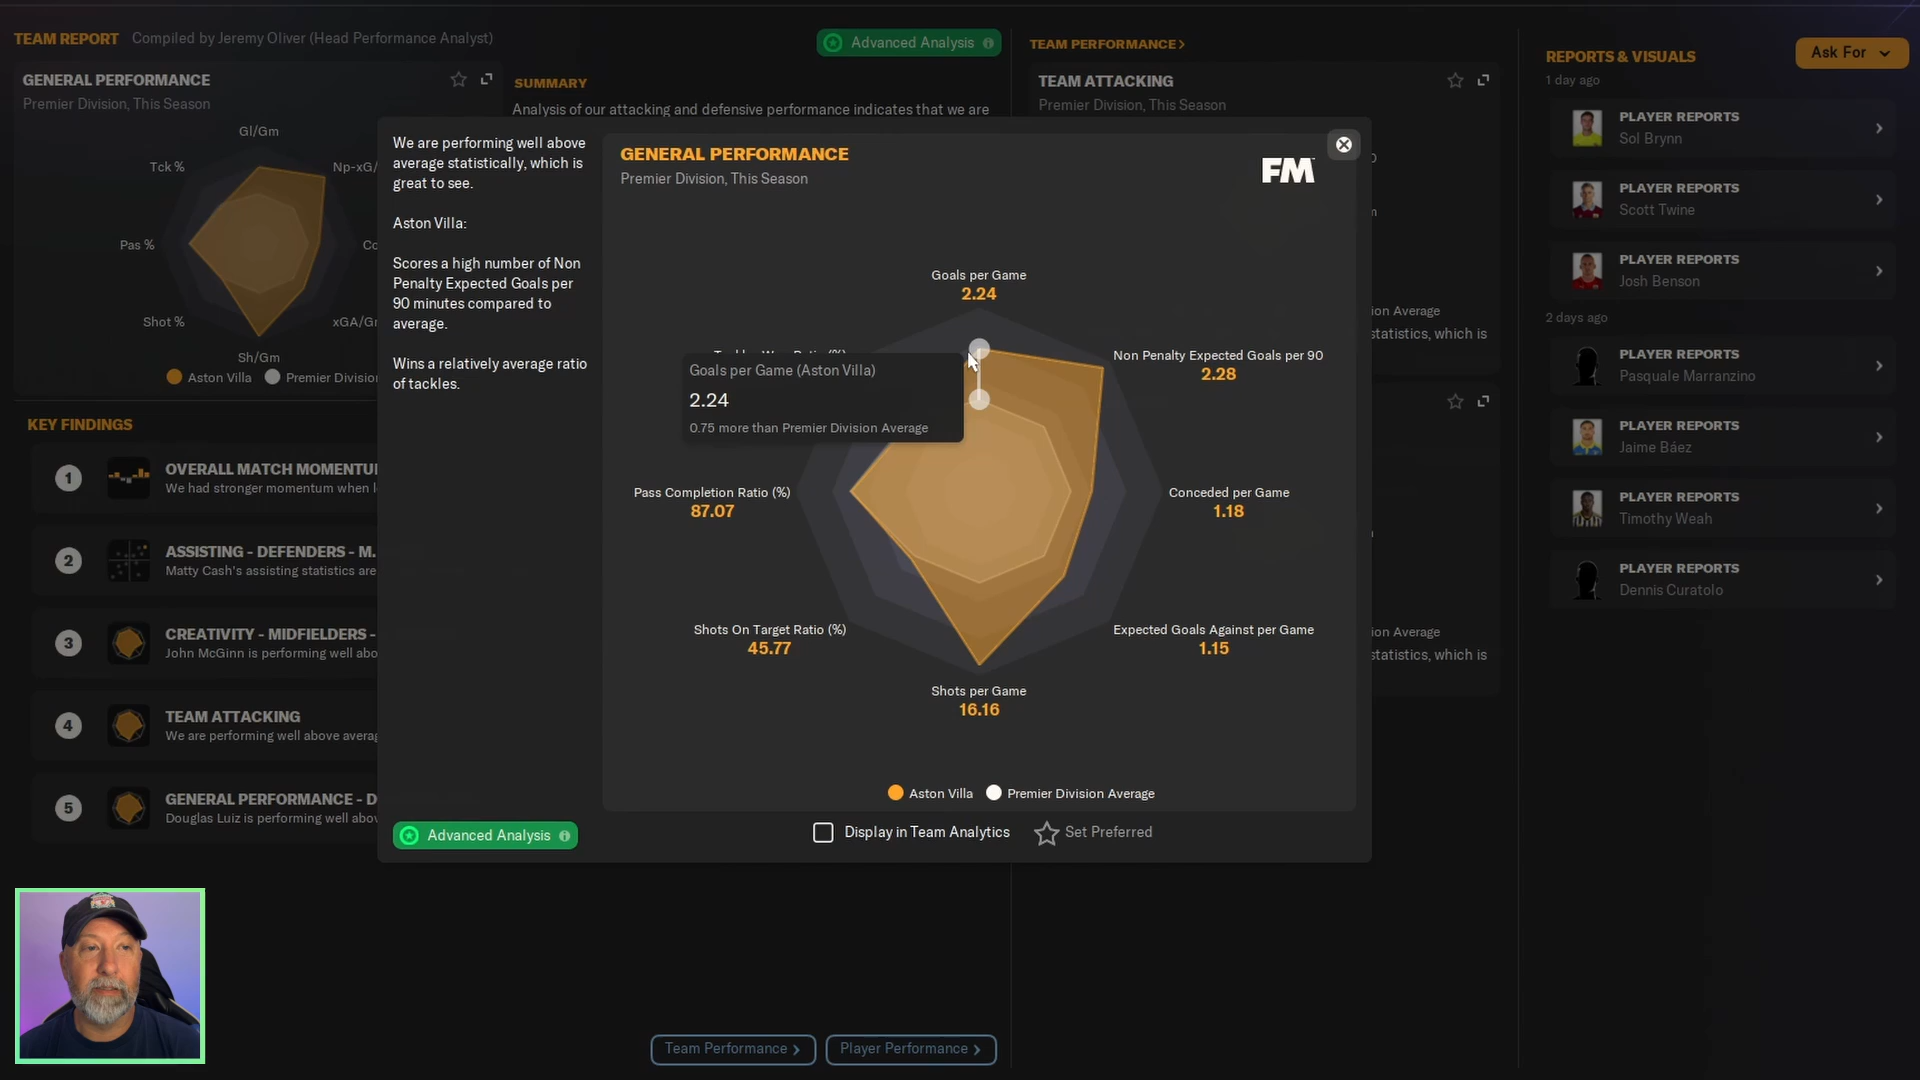 TEAM REPORT Compiled by Jeremy Oliver (Head Performance Analyst)
Advanced Analysis
GENERAL PERFORMANCE
Premier Division, This Season
Gl/Gm
Tck %
Np-xG/
Pas %
Co
Shot %
xGA/Gr
Sh/Gm
Aston Villa
Premier Division
SUMMARY
Analysis of our attacking and defensive performance indicates that we are
KEY FINDINGS
1
OVERALL MATCH MOMENTU
We had stronger momentum when l
2
ASSISTING - DEFENDERS - M.
Matty Cash's assisting statistics are
3
CREATIVITY - MIDFIELDERS -
John McGinn is performing well abo
4
TEAM ATTACKING
We are performing well above averag
5
GENERAL PERFORMANCE - D
Douglas Luiz is performing well abov
We are performing well above
average statistically, which is
great to see.
Aston Villa:
Scores a high number of Non
Penalty Expected Goals per
90 minutes compared to
average.
Wins a relatively average ratio
of tackles.
Advanced Analysis
GENERAL PERFORMANCE
Premier Division, This Season
FM
Goals per Game
2.24
Non Penalty Expected Goals per 90
2.28
Goals per Game (Aston Villa)
2.24
0.75 more than Premier Division Average
Pass Completion Ratio (%)
87.07
Conceded per Game
1.18
Shots On Target Ratio (%)
45.77
Expected Goals Against per Game
1.15
Shots per Game
16.16
Aston Villa
Premier Division Average
Display in Team Analytics
Set Preferred
Team Performance
Player Performance
TEAM PERFORMANCE
TEAM ATTACKING
Premier Division, This Season
ion Average
statistics, which is
ion Average
statistics, which is
REPORTS & VISUALS
Ask For
1 day ago
PLAYER REPORTS
Sol Brynn
PLAYER REPORTS
Scott Twine
PLAYER REPORTS
Josh Benson
2 days ago
PLAYER REPORTS
Pasquale Marranzino
PLAYER REPORTS
Jaime Báez
PLAYER REPORTS
Timothy Weah
PLAYER REPORTS
Dennis Curatolo